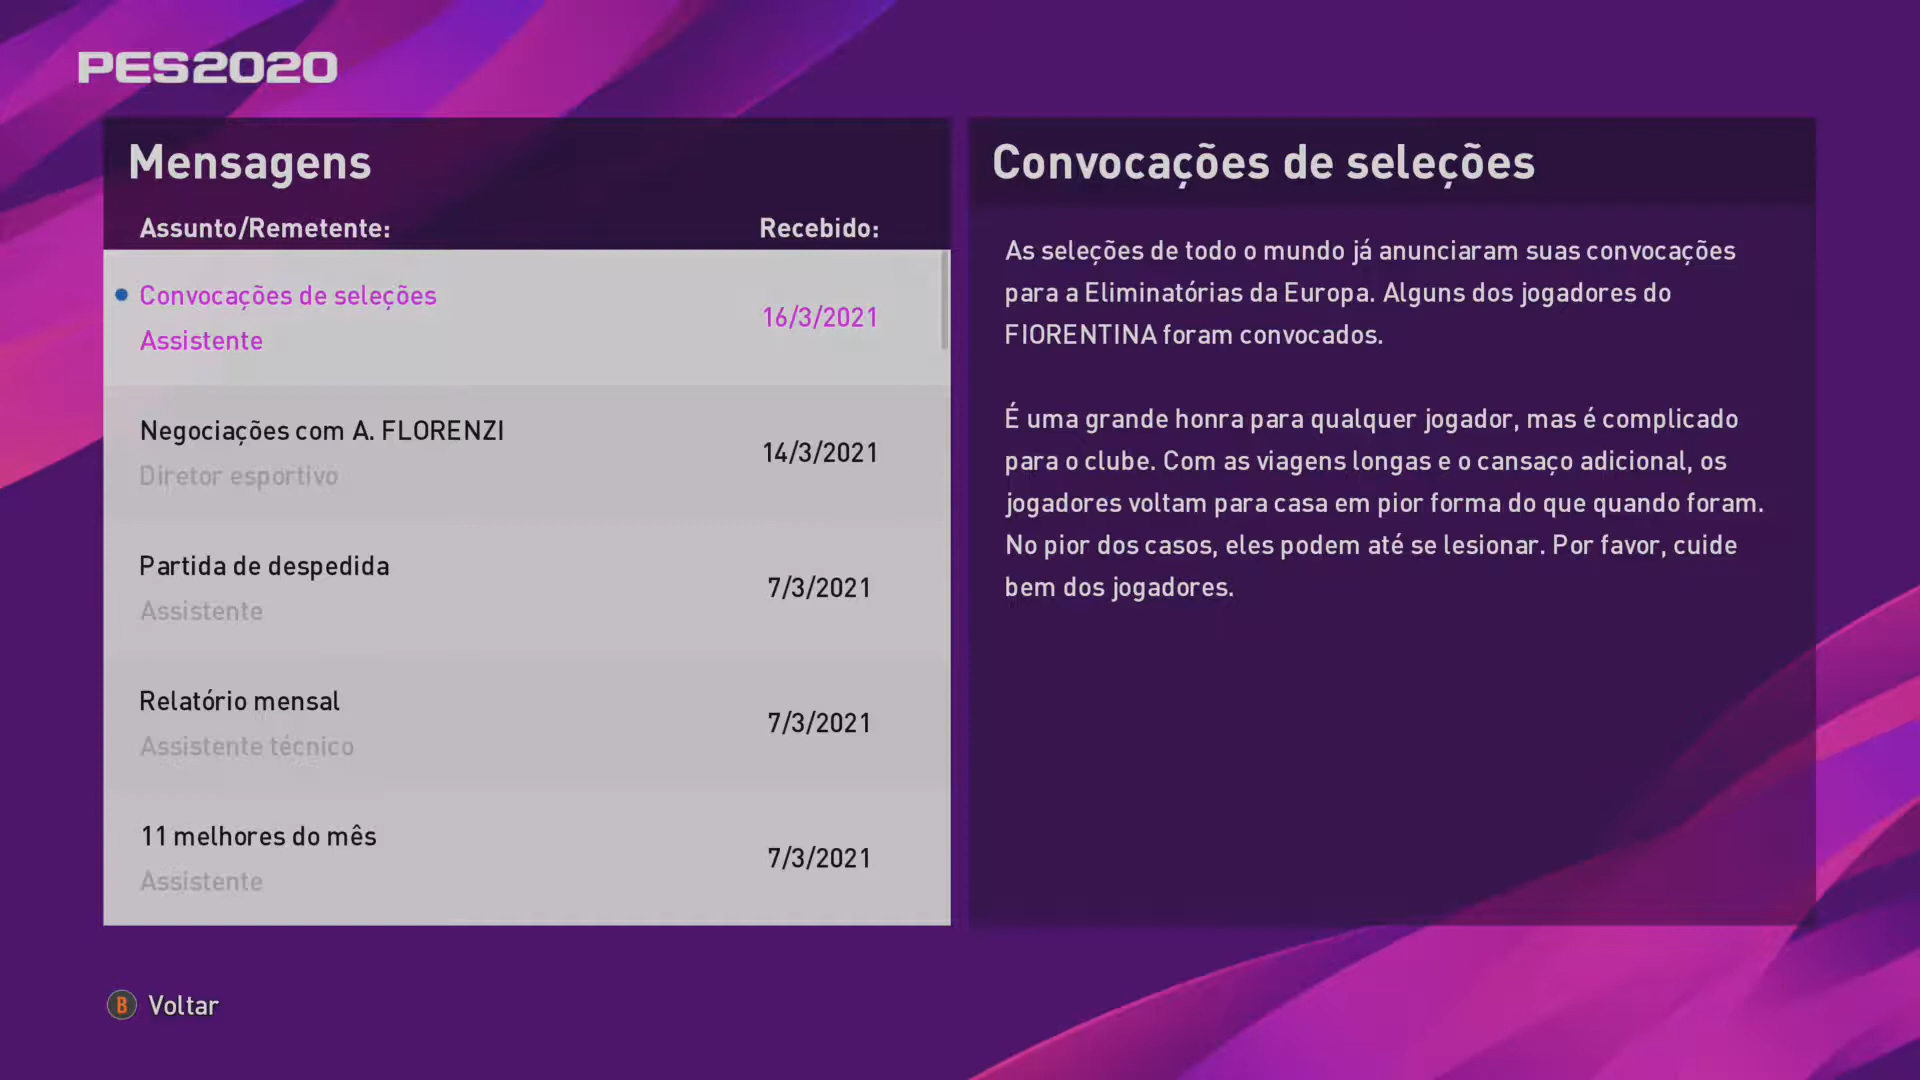 PES2020
Mensagens
Assunto/Remetente:
Recebido:
Convocações de seleções
Assistente
16/3/2021
Negociações com A. FLORENZI
Diretor esportivo
14/3/2021
Partida de despedida
Assistente
7/3/2021
Relatório mensal
Assistente técnico
7/3/2021
11 melhores do mês
Assistente
7/3/2021
Convocações de seleções
As seleções de todo o mundo já anunciaram suas convocações
para a Eliminatórias da Europa. Alguns dos jogadores do
FIORENTINA foram convocados.
É uma grande honra para qualquer jogador, mas é complicado
para o clube. Com as viagens longas e o cansaço adicional, os
jogadores voltam para casa em pior forma do que quando foram.
No pior dos casos, eles podem até se lesionar. Por favor, cuide
bem dos jogadores.
B Voltar